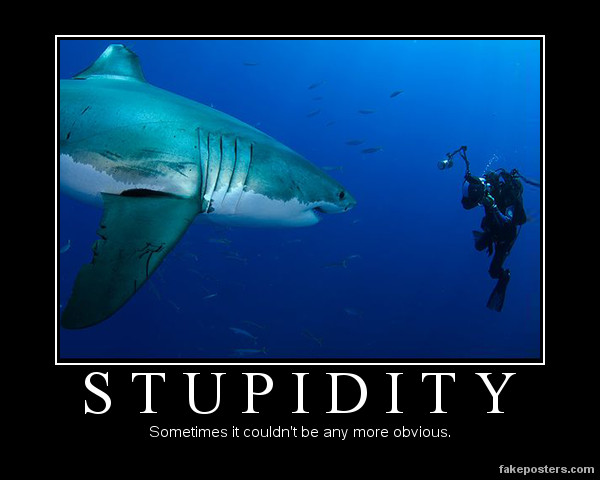 STUPIDITY
Sometimes it couldn't be any more obvious.
fakeposters.com